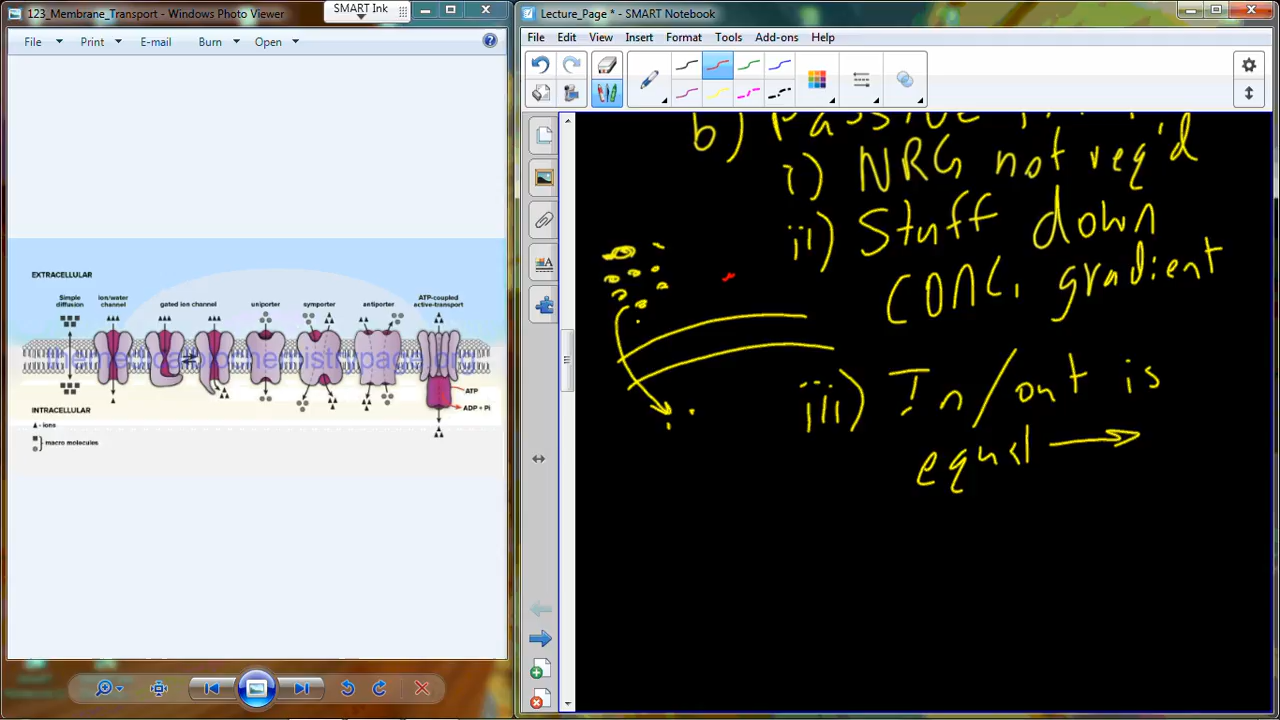 123_Membrane_Transport - Windows Photo Viewer
SMART Ink
File Print E-mail Burn Open
EXTRACELLULAR
Simple diffusion
ion/water channel
gated ion channel
uniporter
symporter
antiporter
ATP-coupled active-transport
themedicalbiochemistrypage.org
ATP
ADP + Pi
INTRACELLULAR
- ions
macro molecules
Lecture_Page * - SMART Notebook
File Edit View Insert Format Tools Add-ons Help
b) Passive
i) NRG not req'd
ii) Stuff down
conc. gradient
iii) In/out is
equal →